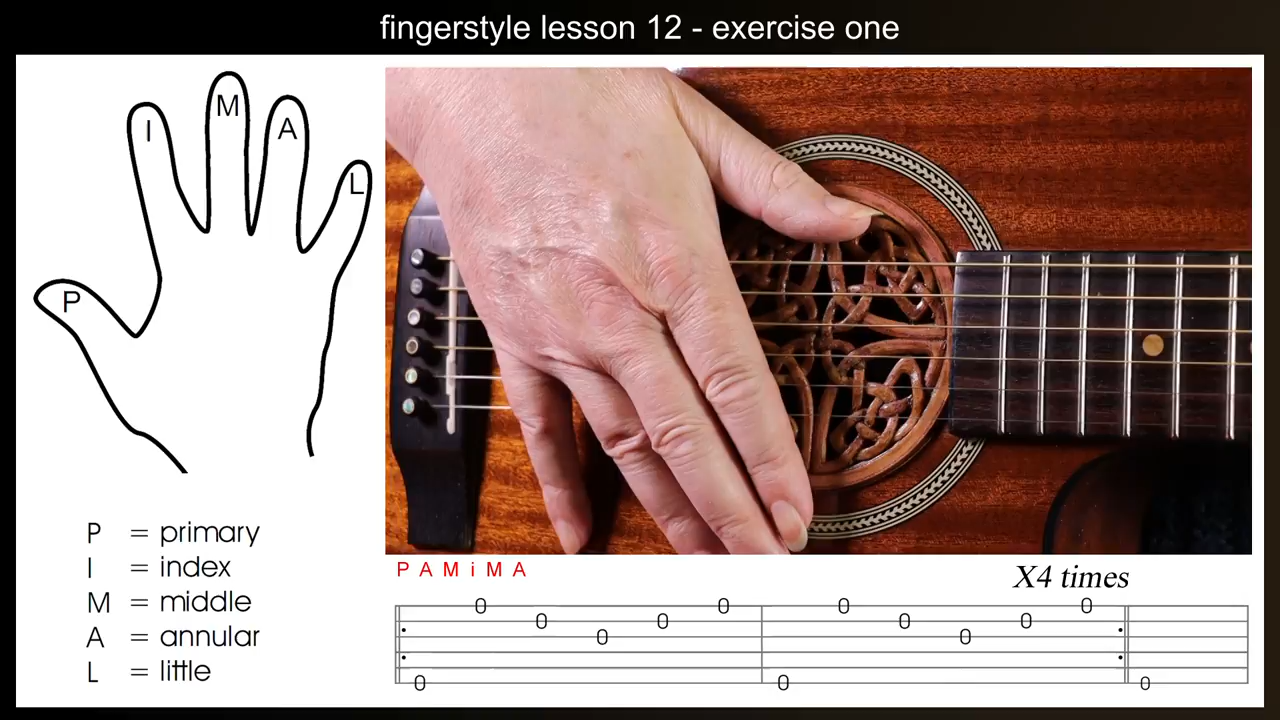 fingerstyle lesson 12 - exercise one
I
M
A
L
P
P = primary
I = index
M = middle
A = annular
L = little
P A M i M A
X4 times
0 0 0 0
0 0 0 0
0 0
0 0 0